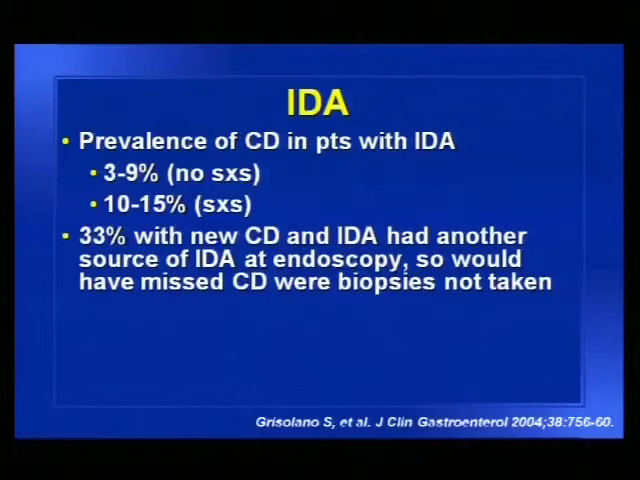 IDA
• Prevalence of CD in pts with IDA
• 3-9% (no sxs)
• 10-15% (sxs)
• 33% with new CD and IDA had another
source of IDA at endoscopy, so would
have missed CD were biopsies not taken
Grisolano S, et al. J Clin Gastroenterol 2004;38:756-60.